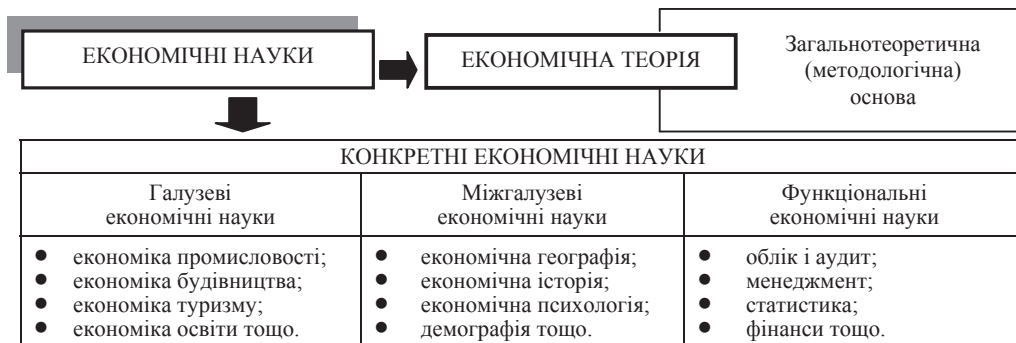 ЕКОНОМІЧНІ НАУКИ
ЕКОНОМІЧНА ТЕОРІЯ
Загальнотеоретична
(методологічна)
основа
КОНКРЕТНІ ЕКОНОМІЧНІ НАУКИ
Галузеві
економічні науки
● економіка промисловості;
● економіка будівництва;
● економіка туризму;
● економіка освіти тощо.
Міжгалузеві
економічні науки
● економічна географія;
● економічна історія;
● економічна психологія;
● демографія тощо.
Функціональні
економічні науки
● облік і аудит;
● менеджмент;
● статистика;
● фінанси тощо.